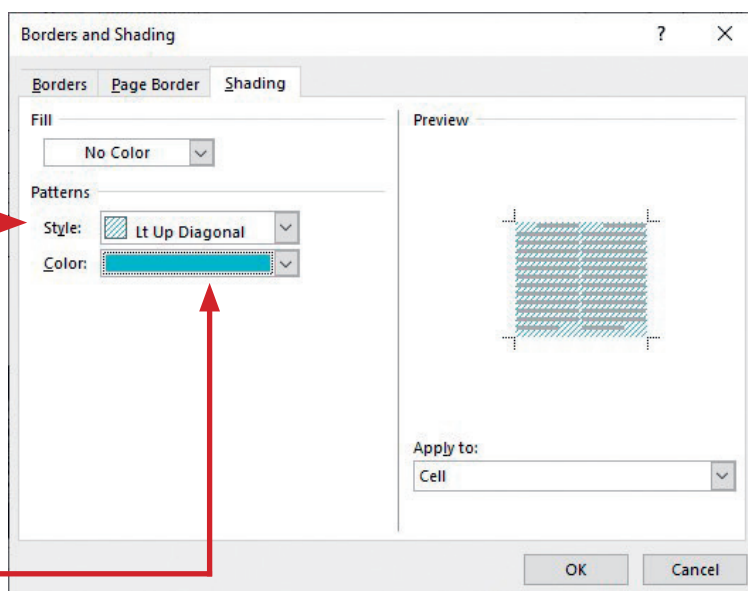 Borders and Shading ?
Borders Page Border Shading
Fill
No Color
Patterns
Style: Lt Up Diagonal
Color:
Preview
Apply to:
Cell
OK Cancel